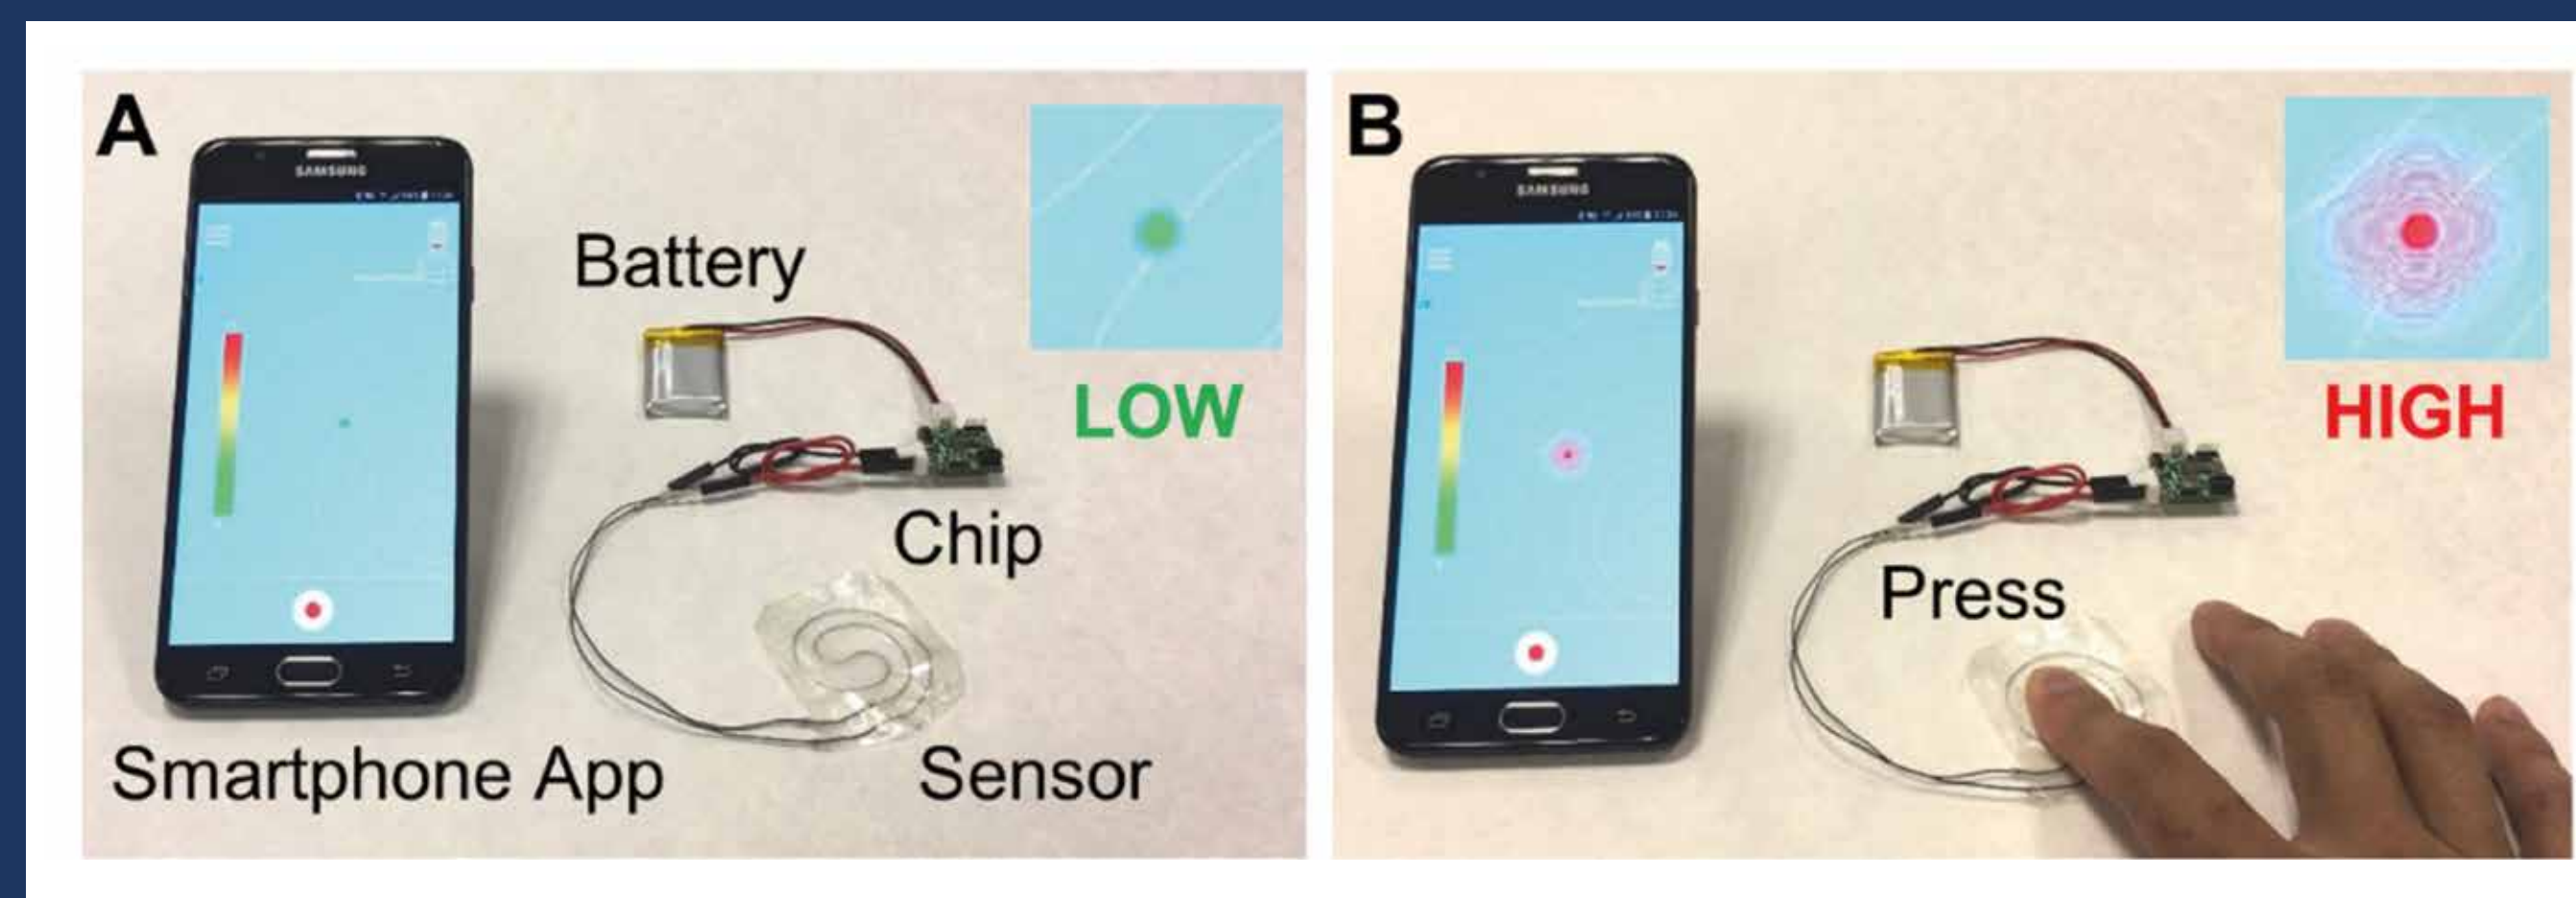 A
SAMSUNG
Battery
LOW
Chip
Smartphone App
Sensor
B
SAMSUNG
HIGH
Press